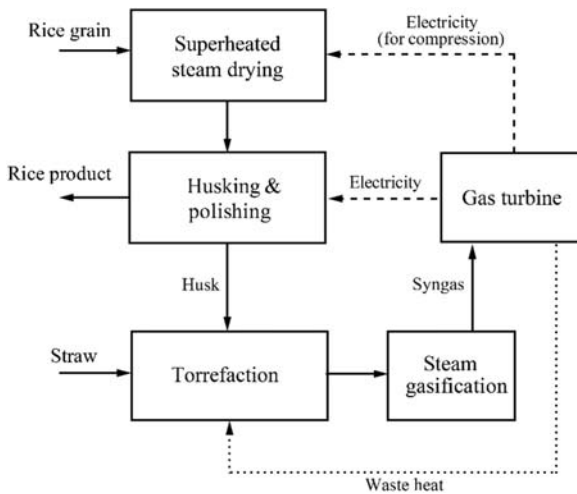 Rice grain
Superheated
steam drying
Electricity
(for compression)
Rice product
Husking &
polishing
Electricity
Gas turbine
Husk
Syngas
Straw
Torrefaction
Steam
gasification
Waste heat